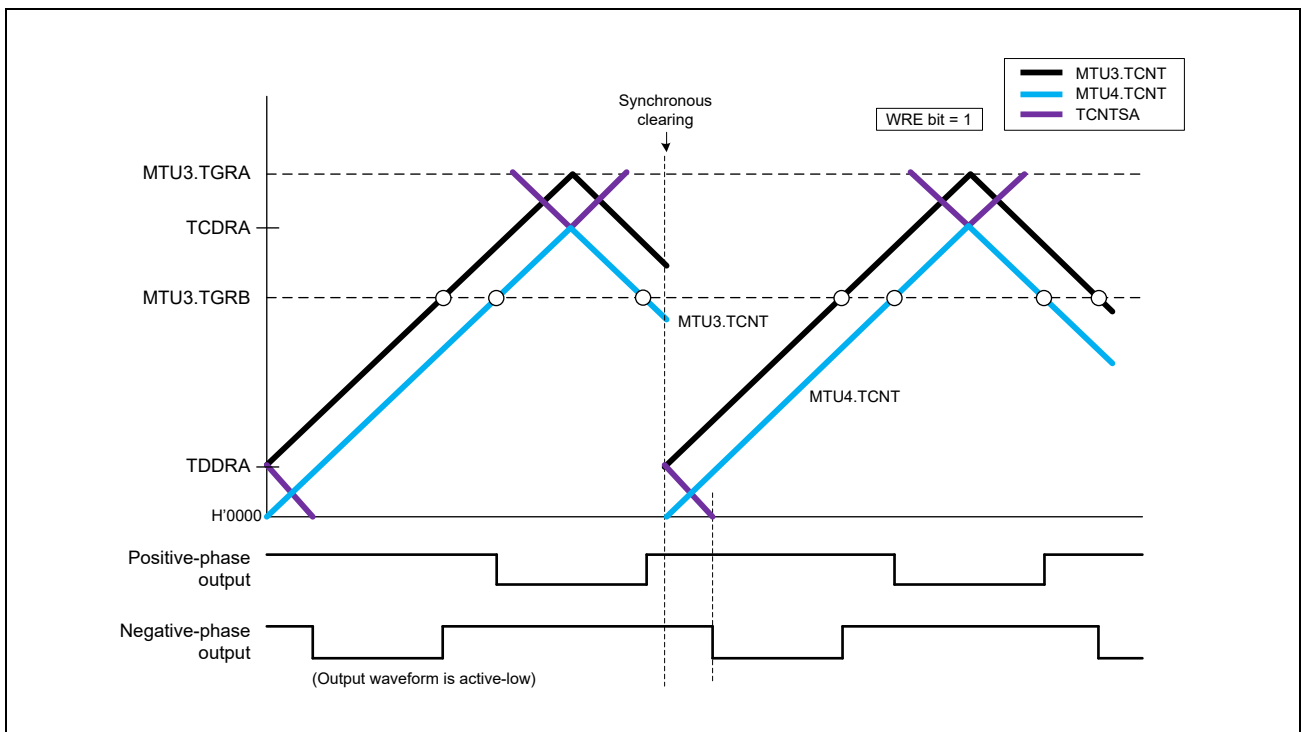 MTU3.TCNT
MTU4.TCNT
TCNTSA
Synchronous
clearing
WRE bit = 1
MTU3.TGRA
TCDRA
MTU3.TGRB
MTU3.TCNT
MTU4.TCNT
TDDRA
H'0000
Positive-phase
output
Negative-phase
output
(Output waveform is active-low)